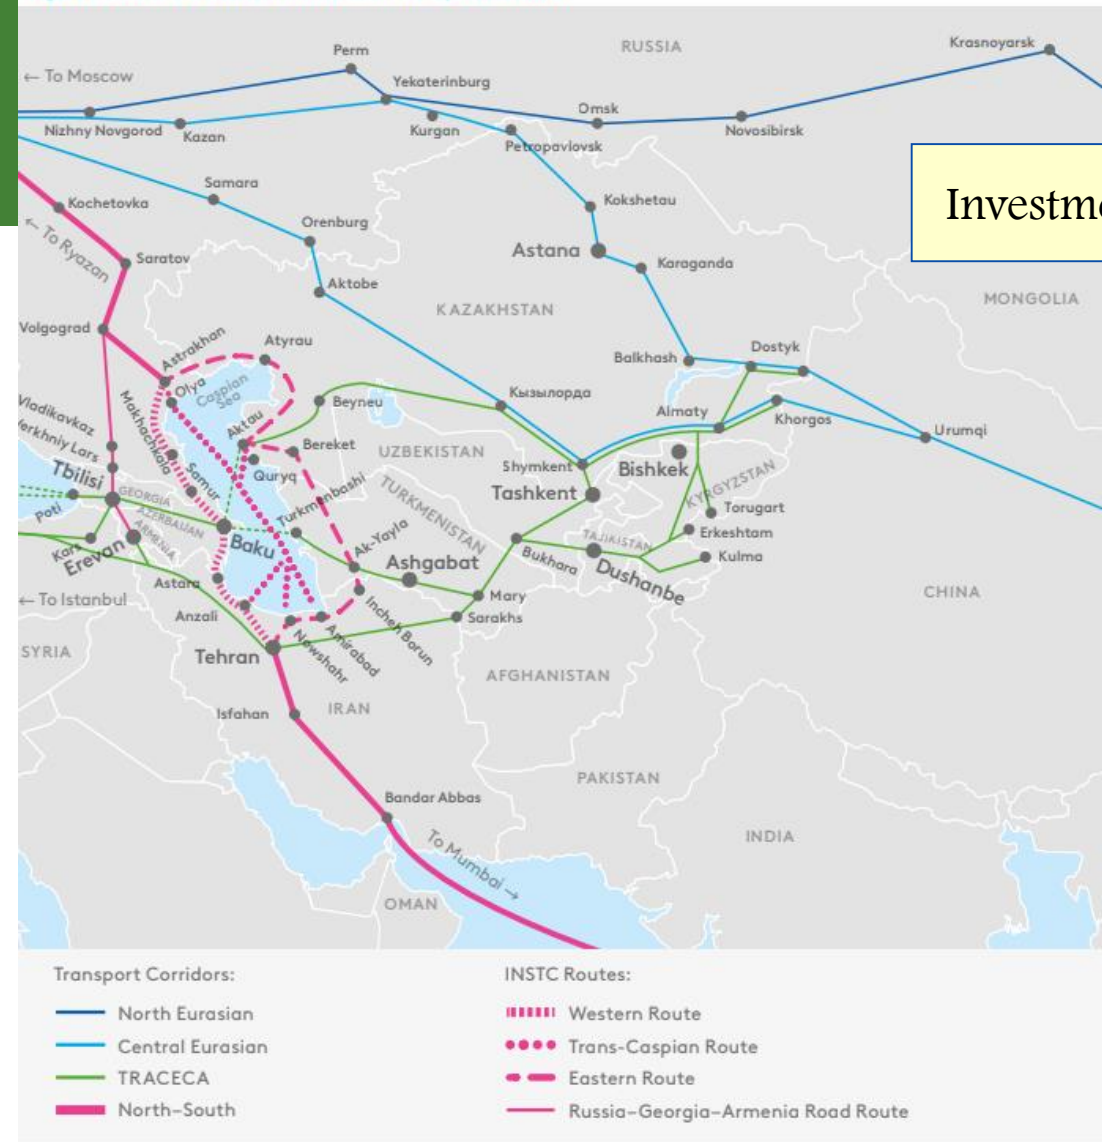 RUSSIA
Krasnoyarsk
Perm
← To Moscow
Yekaterinburg
Omsk
Nizhny Novgorod
Kazan
Kurgan
Novosibirsk
Petropavlovsk
Samara
Kochetovka
Kokshetau
Orenburg
← To Ryazan
Saratov
Astana
Karaganda
Aktobe
KAZAKHSTAN
MONGOLIA
Volgograd
Astrakhan
Atyrau
Balkhash
Dostyk
Olya
Caspian
Sea
Кызылорда
Beyneu
Makhachkala
Vladikavkaz
Almaty
Khorgos
Aktau
Bereket
Urumqi
UZBEKISTAN
Verkhniy Lars
Shymkent
Bishkek
Tbilisi
Samur
Quryq
KYRGYZSTAN
GEORGIA
Turkmenbashi
TURKMENISTAN
Tashkent
Poti
AZERBAIJAN
Torugart
ARMENIA
TAJIKISTAN
Erkeshtam
Kars
Erevan
Baku
Ak-Yayla
Bukhara
Kulma
Ashgabat
Dushanbe
Astara
← To Istanbul
Mary
CHINA
Anzali
Incheh Borun
Sarakhs
SYRIA
Tehran
Nowshahr
Amirabad
AFGHANISTAN
Isfahan
IRAN
PAKISTAN
Bandar Abbas
To Mumbai →
INDIA
OMAN
Investm
Transport Corridors:
North Eurasian
Central Eurasian
TRACECA
North–South
INSTC Routes:
Western Route
Trans-Caspian Route
Eastern Route
Russia–Georgia–Armenia Road Route